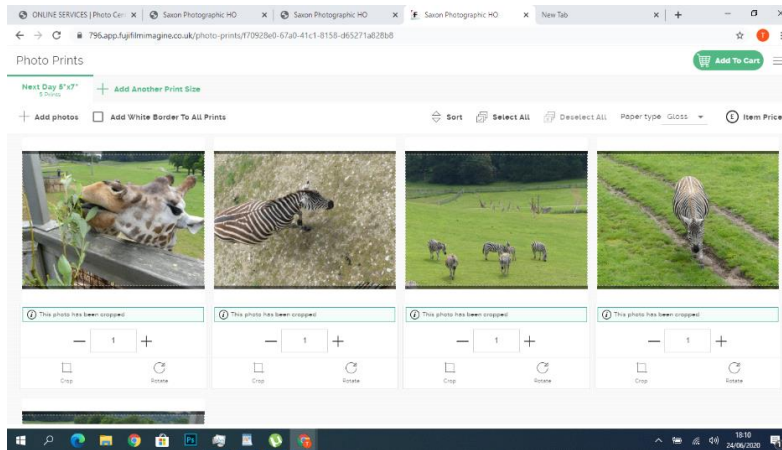 ONLINE SERVICES | Photo Cen
Saxon Photographic HO
Saxon Photographic HO
Saxon Photographic HO
New Tab
796.app.fujifilmimagine.co.uk/photo-prints/f70928e0-67a0-41c1-8158-d65271a828b8
Photo Prints
Add To Cart
Next Day 5"x7"
5 Prints
Add Another Print Size
Add photos
Add White Border To All Prints
Sort
Select All
Deselect All
Paper type Gloss
£ Item Price
This photo has been cropped
This photo has been cropped
This photo has been cropped
This photo has been cropped
1
1
1
1
Crop
Rotate
Crop
Rotate
Crop
Rotate
Crop
Rotate
Ps
18:10
24/06/2020